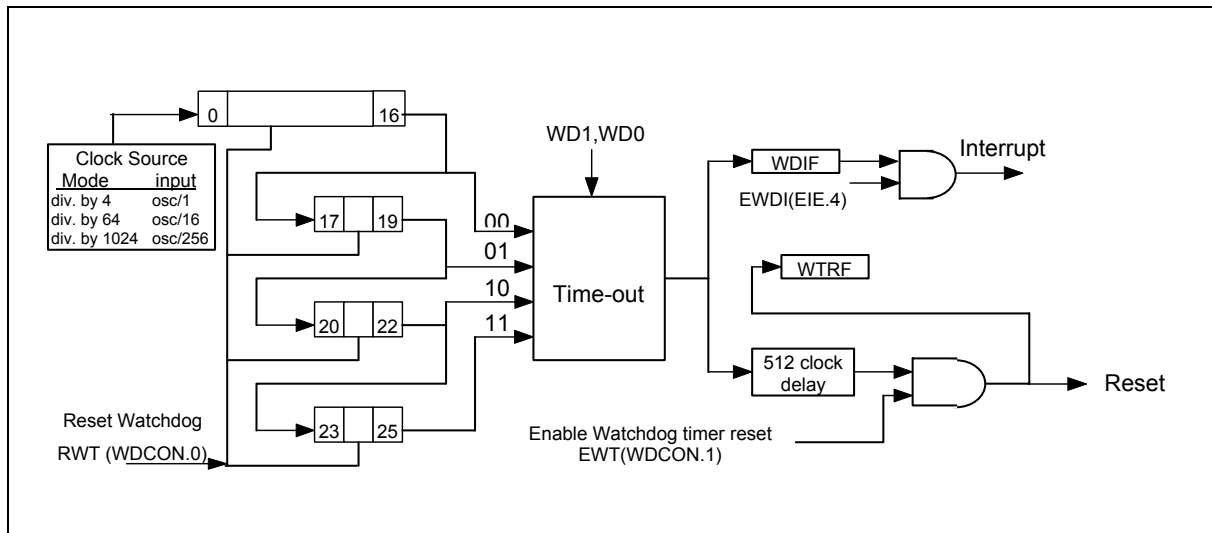 0 16
Clock Source
Mode input
div. by 4 osc/1
div. by 64 osc/16
div. by 1024 osc/256
17 19
20 22
23 25
Reset Watchdog
RWT (WDCON.0)
WD1,WD0
00
01
10
11
Time-out
WDIF
EWDI(EIE.4)
Interrupt
WTRF
512 clock
delay
Reset
Enable Watchdog timer reset
EWT(WDCON.1)